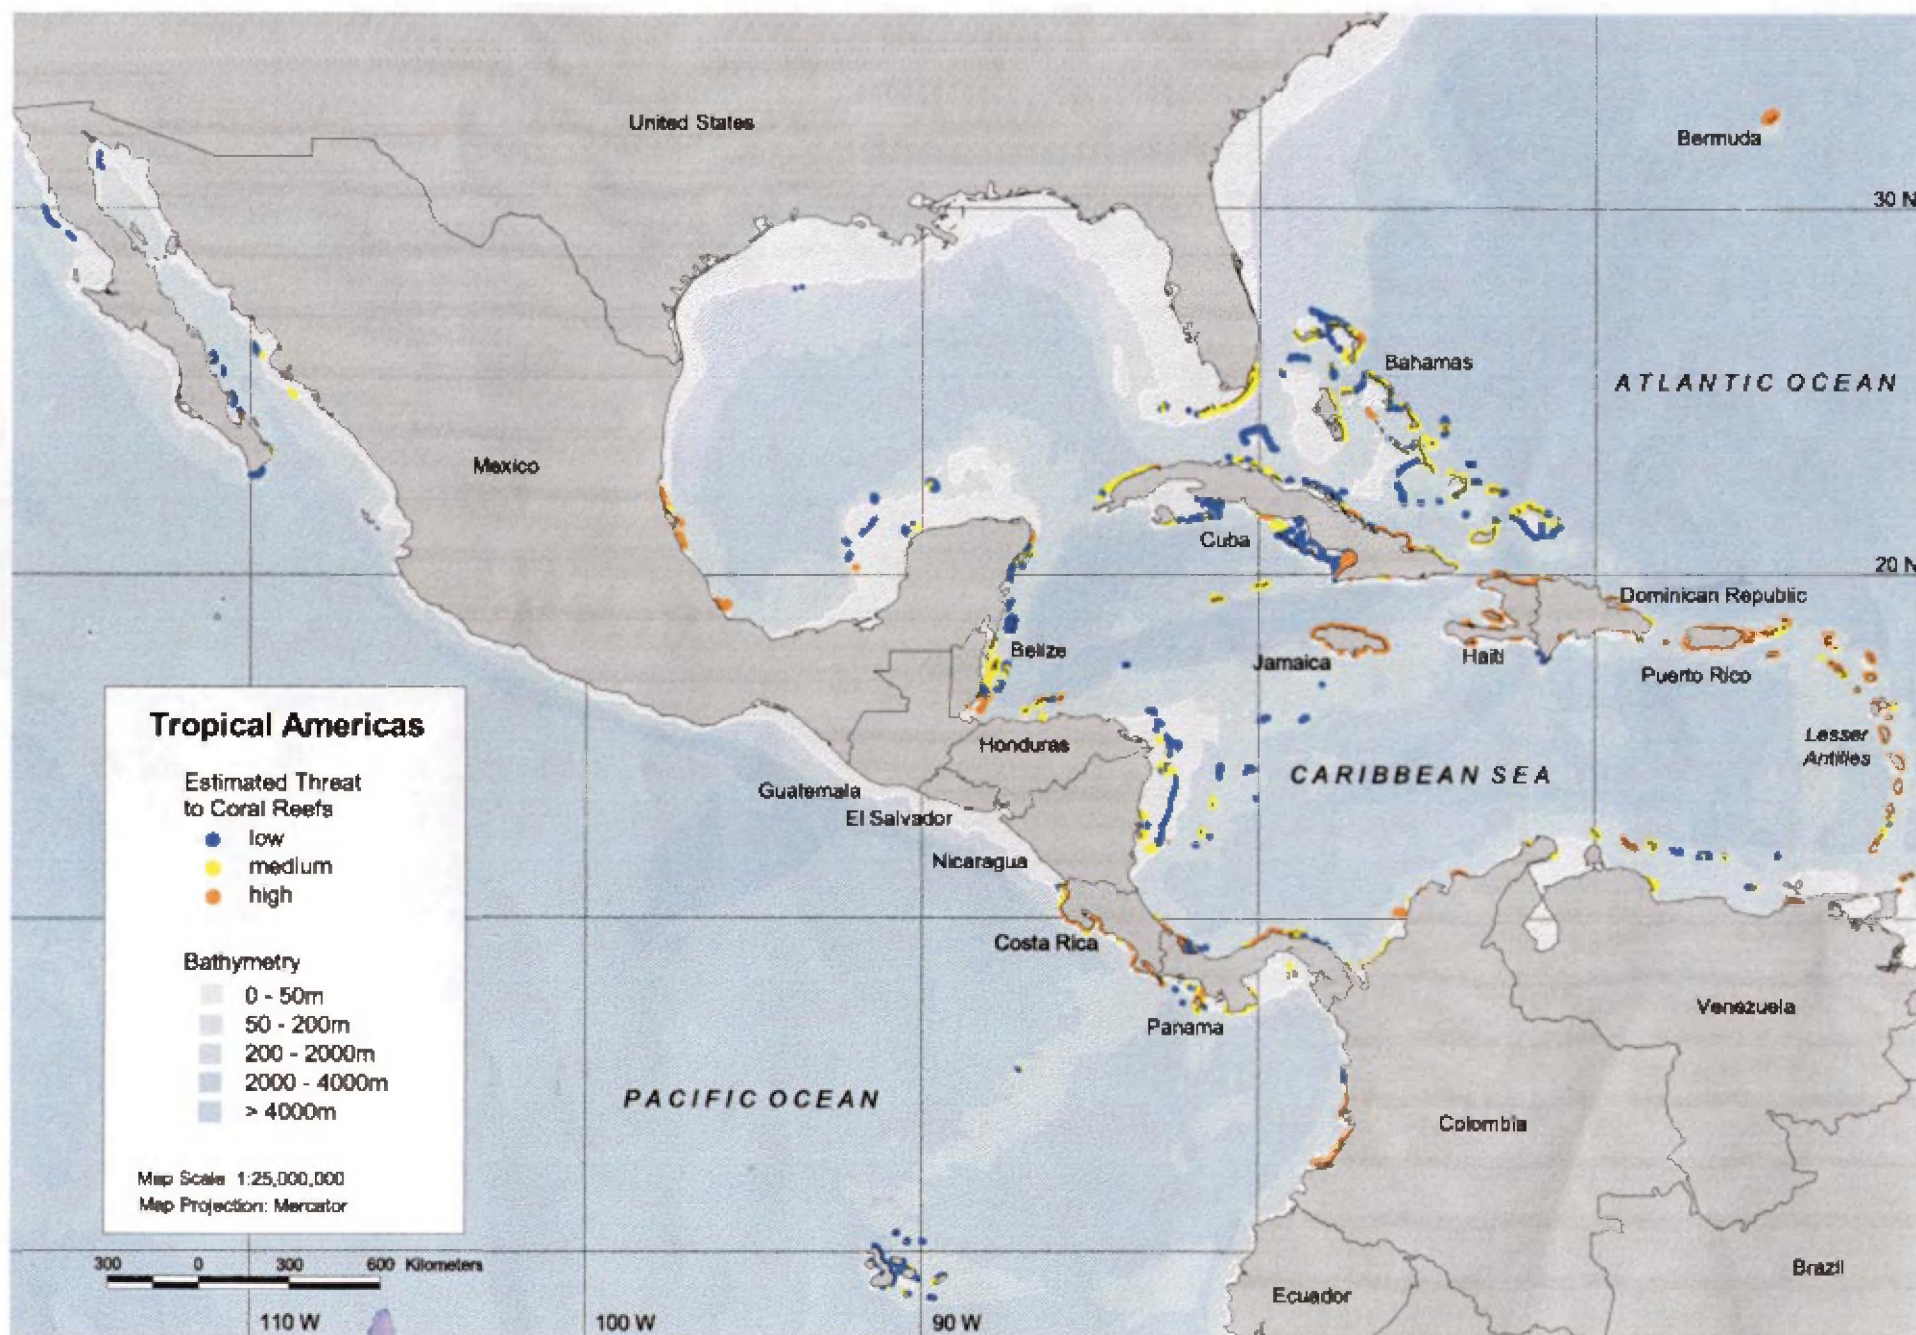 United States
Bermuda
30 N
Bahamas
ATLANTIC OCEAN
Mexico
Cuba
20 N
Dominican Republic
Belize
Jamaica
Haiti
Puerto Rico
Tropical Americas
Honduras
Lesser
Antilles
CARIBBEAN SEA
Estimated Threat
to Coral Reefs
low
medium
high
Guatemala
El Salvador
Nicaragua
Costa Rica
Bathymetry
0 - 50m
50 - 200m
200 - 2000m
2000 - 4000m
> 4000m
Venezuela
Panama
PACIFIC OCEAN
Colombia
Map Scale 1:25,000,000
Map Projection: Mercator
300 0 300 600 Kilometers
Brazil
Ecuador
110 W
100 W
90 W